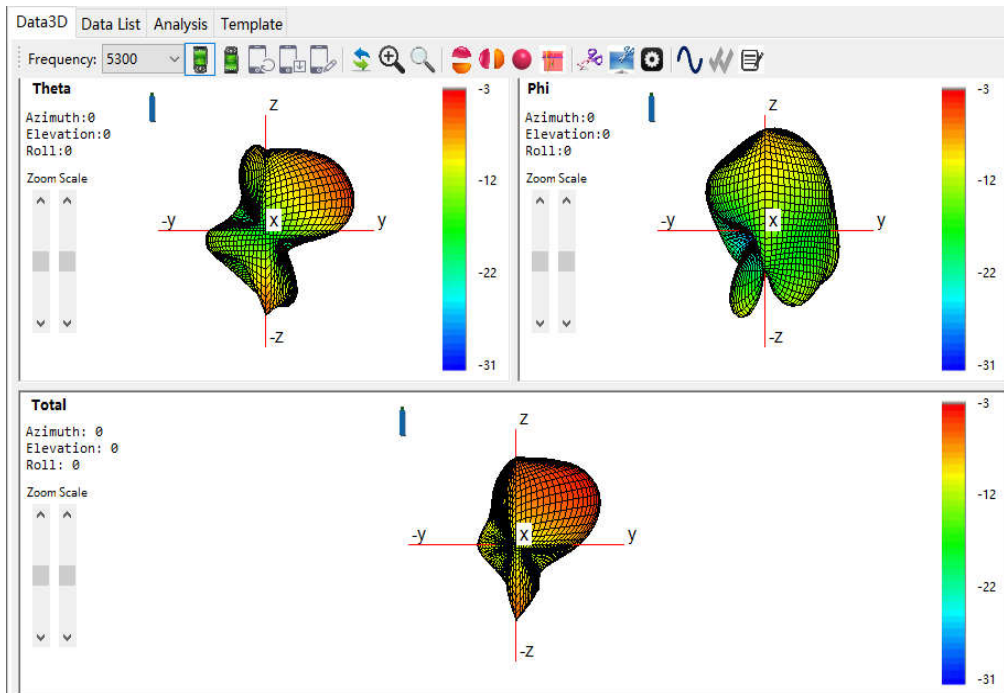 Data3D Data List Analysis Template
Frequency: 5300
Theta
Azimuth:0
Elevation:0
Roll:0
Zoom Scale
Z
-y
X
y
-Z
-3
-12
-22
-31
Phi
Azimuth:0
Elevation:0
Roll:0
Zoom Scale
Z
-y
X
y
-Z
-3
-12
-22
-31
Total
Azimuth: 0
Elevation: 0
Roll: 0
Zoom Scale
Z
-y
X
y
-Z
-3
-12
-22
-31